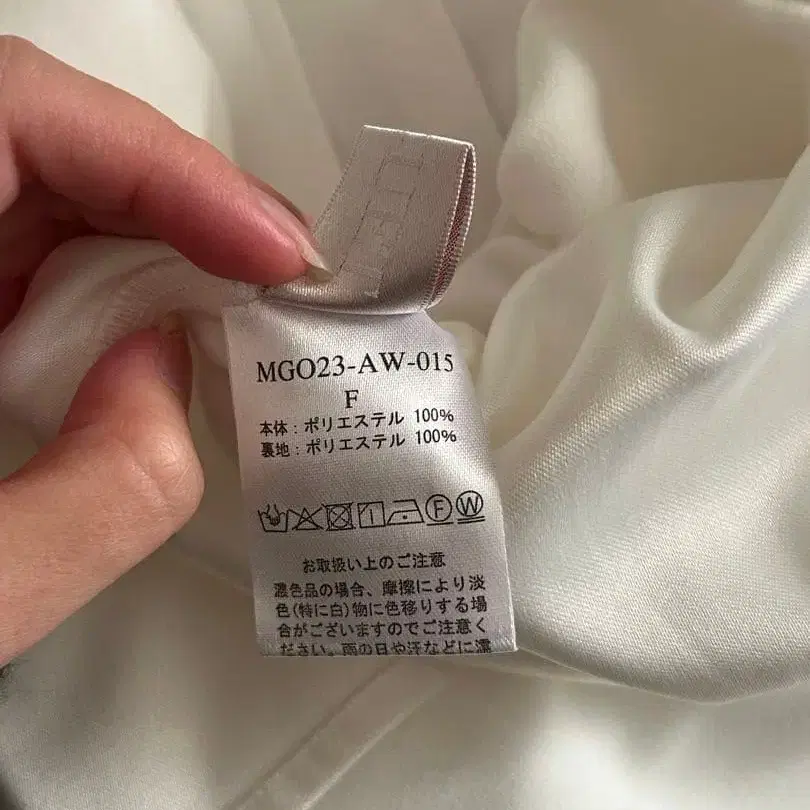 MGO23-AW-015
F
本体：ポリエステル 100%
裏地：ポリエステル 100%
F W
お取扱い上のご注意
濃色品の場合、摩擦により淡
色(特に白)物に色移りする場
合がございますのでご注意く
ださい。雨の日や汗などに濡